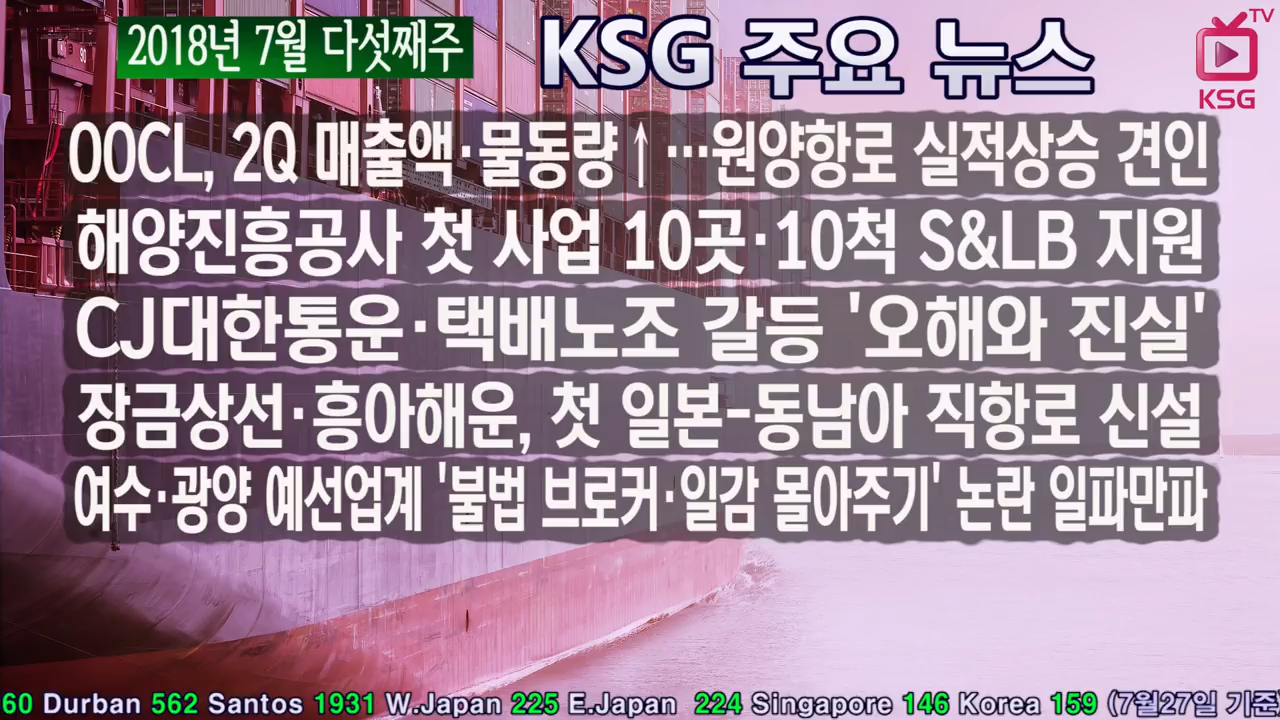 2018년 7월 다섯째주
KSG 주요 뉴스
TV
KSG
OOCL, 2Q 매출액·물동량↑…원양항로 실적상승 견인
해양진흥공사 첫 사업 10곳·10척 S&LB 지원
CJ대한통운·택배노조 갈등 '오해와 진실'
장금상선·흥아해운, 첫 일본-동남아 직항로 신설
여수·광양 예선업계 '불법 브로커·일감 몰아주기' 논란 일파만파
60 Durban 562 Santos 1931 W.Japan 225 E.Japan 224 Singapore 146 Korea 159 (7월27일 기준)